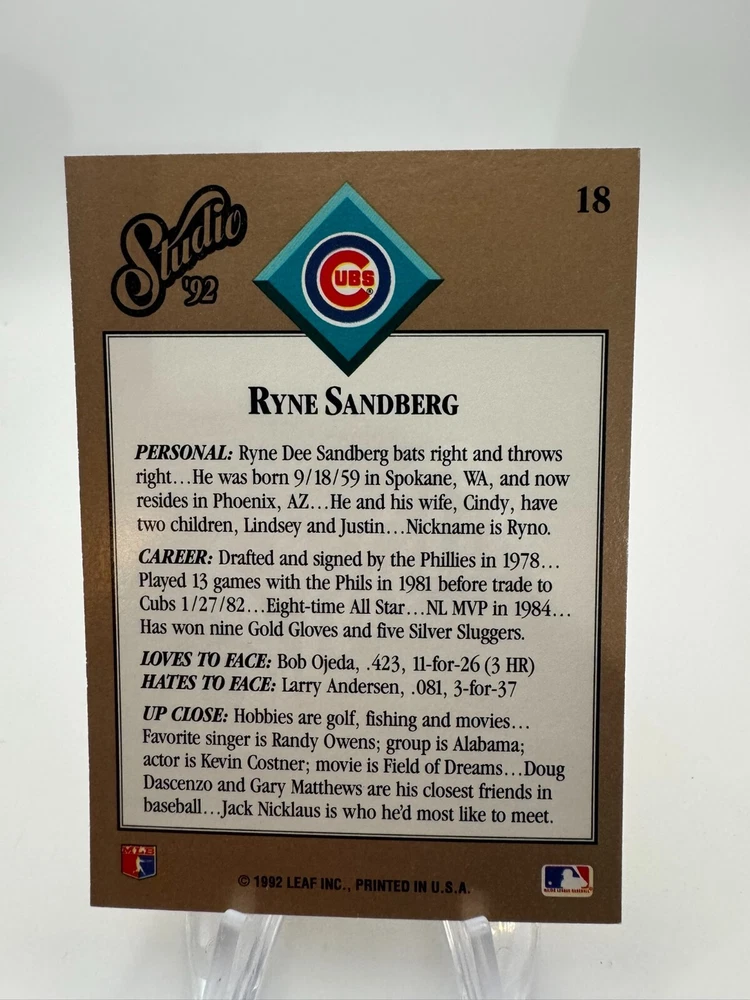 18
Studio
'92
CUBS
®
RYNE SANDBERG
PERSONAL: Ryne Dee Sandberg bats right and throws
right...He was born 9/18/59 in Spokane, WA, and now
resides in Phoenix, AZ...He and his wife, Cindy, have
two children, Lindsey and Justin...Nickname is Ryno.
CAREER: Drafted and signed by the Phillies in 1978...
Played 13 games with the Phils in 1981 before trade to
Cubs 1/27/82...Eight-time All Star...NL MVP in 1984...
Has won nine Gold Gloves and five Silver Sluggers.
LOVES TO FACE: Bob Ojeda, .423, 11-for-26 (3 HR)
HATES TO FACE: Larry Andersen, .081, 3-for-37
UP CLOSE: Hobbies are golf, fishing and movies...
Favorite singer is Randy Owens; group is Alabama;
actor is Kevin Costner; movie is Field of Dreams...Doug
Dascenzo and Gary Matthews are his closest friends in
baseball...Jack Nicklaus is who he'd most like to meet.
MLB
© 1992 LEAF INC., PRINTED IN U.S.A.
MAJOR LEAGUE BASEBALL